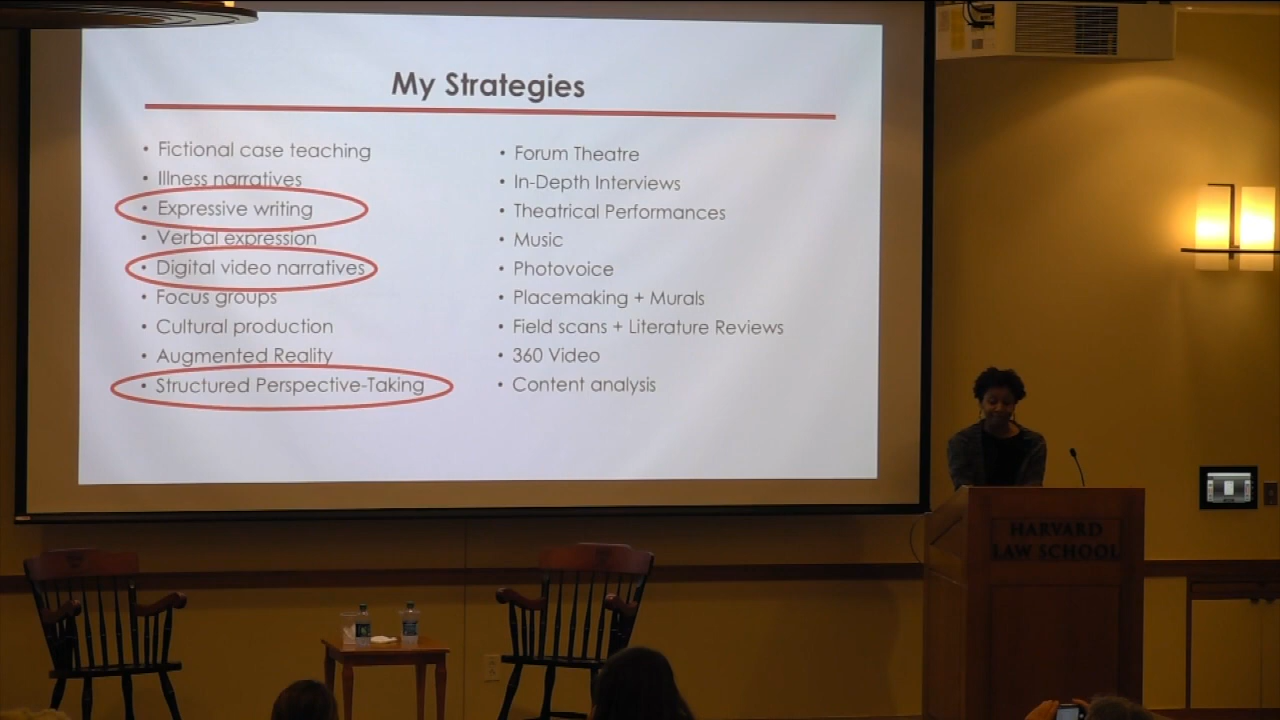 My Strategies
• Fictional case teaching
• Illness narratives
• Expressive writing
• Verbal expression
• Digital video narratives
• Focus groups
• Cultural production
• Augmented Reality
• Structured Perspective-Taking
• Forum Theatre
• In-Depth Interviews
• Theatrical Performances
• Music
• Photovoice
• Placemaking + Murals
• Field scans + Literature Reviews
• 360 Video
• Content analysis
HARVARD
LAW SCHOOL